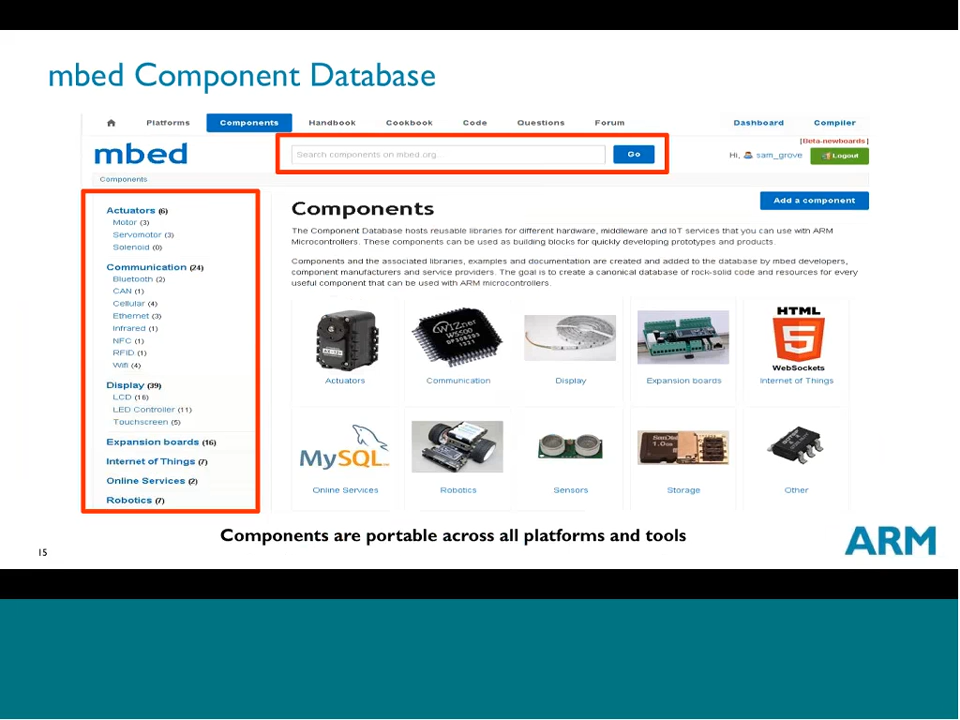 mbed Component Database
Platforms Components Handbook Cookbook Code Questions Forum Dashboard Compiler
[Beta-newboards]
mbed Search components on mbed.org... Go Hi, sam_grove Logout
Components
Add a component
Actuators (6)
Motor (3)
Servomotor (3)
Solenoid (0)
Communication (24)
Bluetooth (2)
CAN (1)
Cellular (4)
Ethernet (3)
Infrared (1)
NFC (1)
RFID (1)
Wifi (4)
Display (39)
LCD (16)
LED Controller (11)
Touchscreen (5)
Expansion boards (16)
Internet of Things (7)
Online Services (2)
Robotics (7)
Components
The Component Database hosts reusable libraries for different hardware, middleware and IoT services that you can use with ARM
Microcontrollers. These components can be used as building blocks for quickly developing prototypes and products.
Components and the associated libraries, examples and documentation are created and added to the database by mbed developers,
component manufacturers and service providers. The goal is to create a canonical database of rock-solid code and resources for every
useful component that can be used with ARM microcontrollers.
WIZnet
W5500
HTML
5
WebSockets
Actuators Communication Display Expansion boards Internet of Things
MySQL
SanDisk
1.0
Online Services Robotics Sensors Storage Other
Components are portable across all platforms and tools
15
ARM